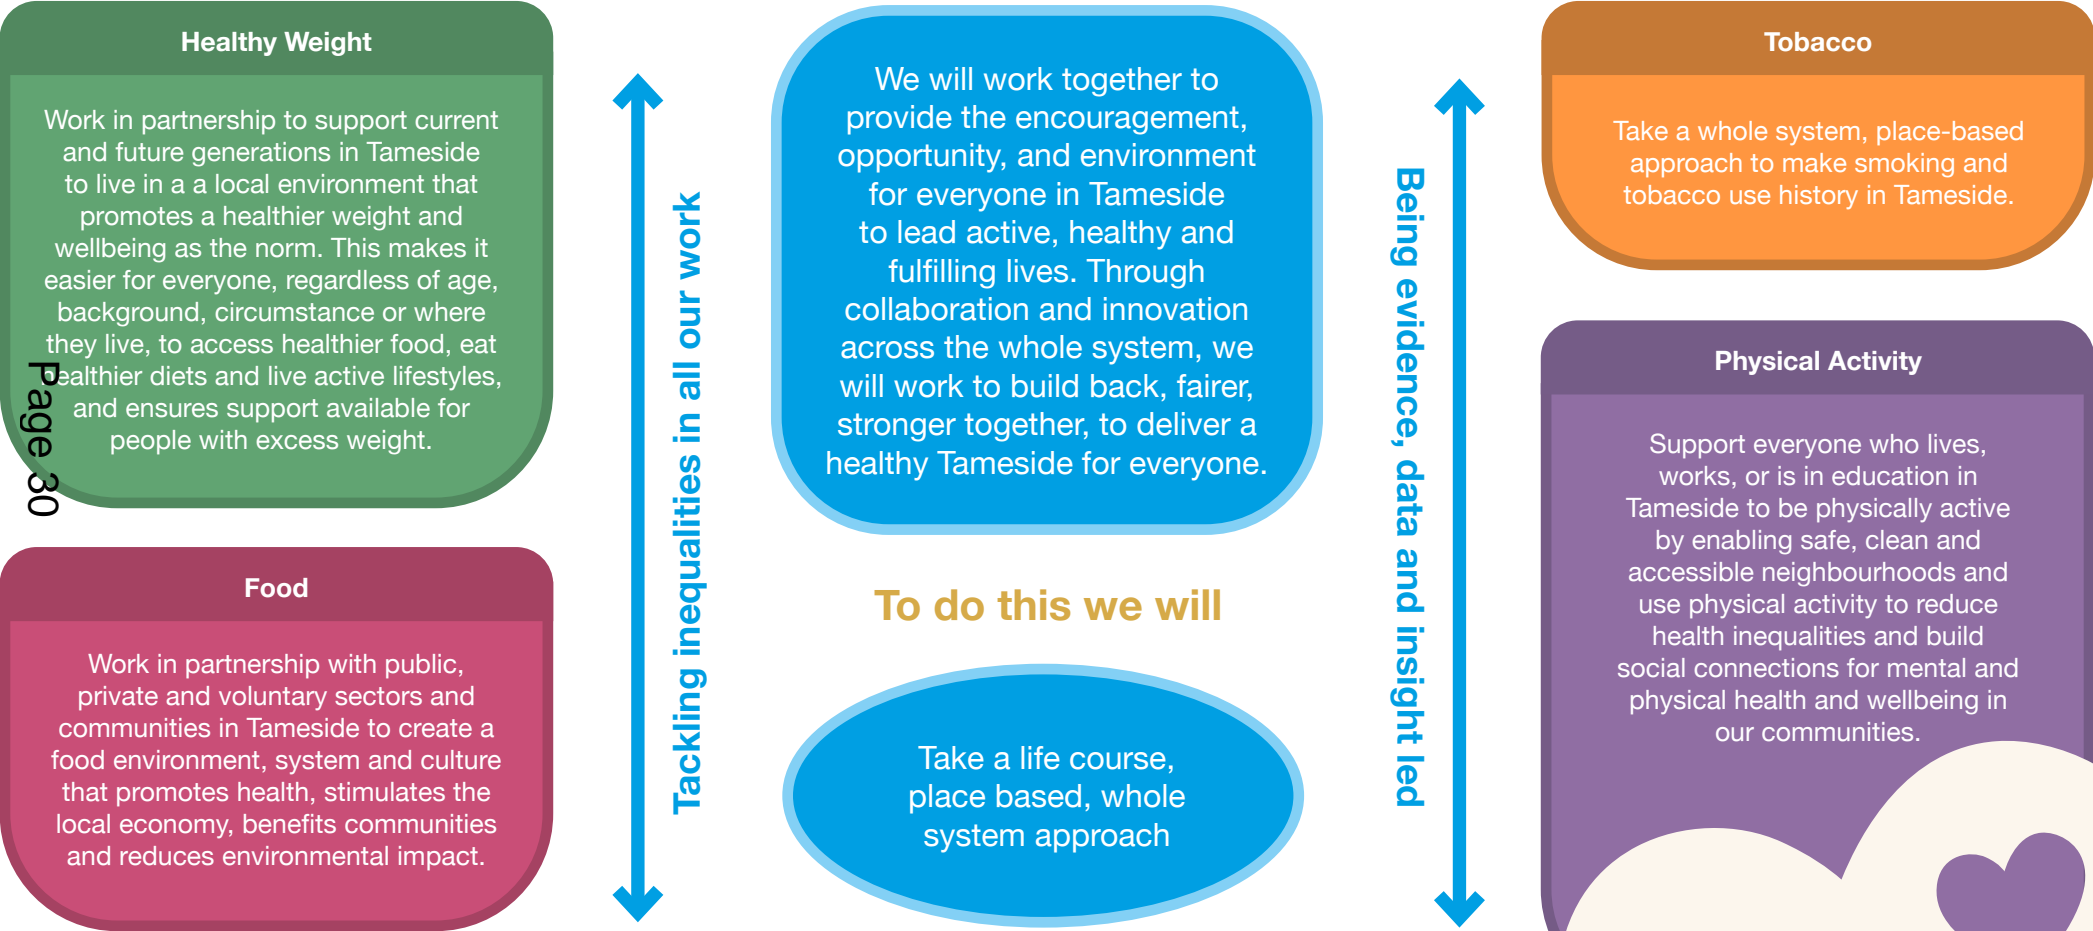 Healthy Weight
Work in partnership to support current
and future generations in Tameside
to live in a a local environment that
promotes a healthier weight and
wellbeing as the norm. This makes it
easier for everyone, regardless of age,
background, circumstance or where
they live, to access healthier food, eat
healthier diets and live active lifestyles,
and ensures support available for
people with excess weight.
Page 30
Food
Work in partnership with public,
private and voluntary sectors and
communities in Tameside to create a
food environment, system and culture
that promotes health, stimulates the
local economy, benefits communities
and reduces environmental impact.
Tackling inequalities in all our work
We will work together to
provide the encouragement,
opportunity, and environment
for everyone in Tameside
to lead active, healthy and
fulfilling lives. Through
collaboration and innovation
across the whole system, we
will work to build back, fairer,
stronger together, to deliver a
healthy Tameside for everyone.
To do this we will
Take a life course,
place based, whole
system approach
Being evidence, data and insight led
Tobacco
Take a whole system, place-based
approach to make smoking and
tobacco use history in Tameside.
Physical Activity
Support everyone who lives,
works, or is in education in
Tameside to be physically active
by enabling safe, clean and
accessible neighbourhoods and
use physical activity to reduce
health inequalities and build
social connections for mental and
physical health and wellbeing in
our communities.